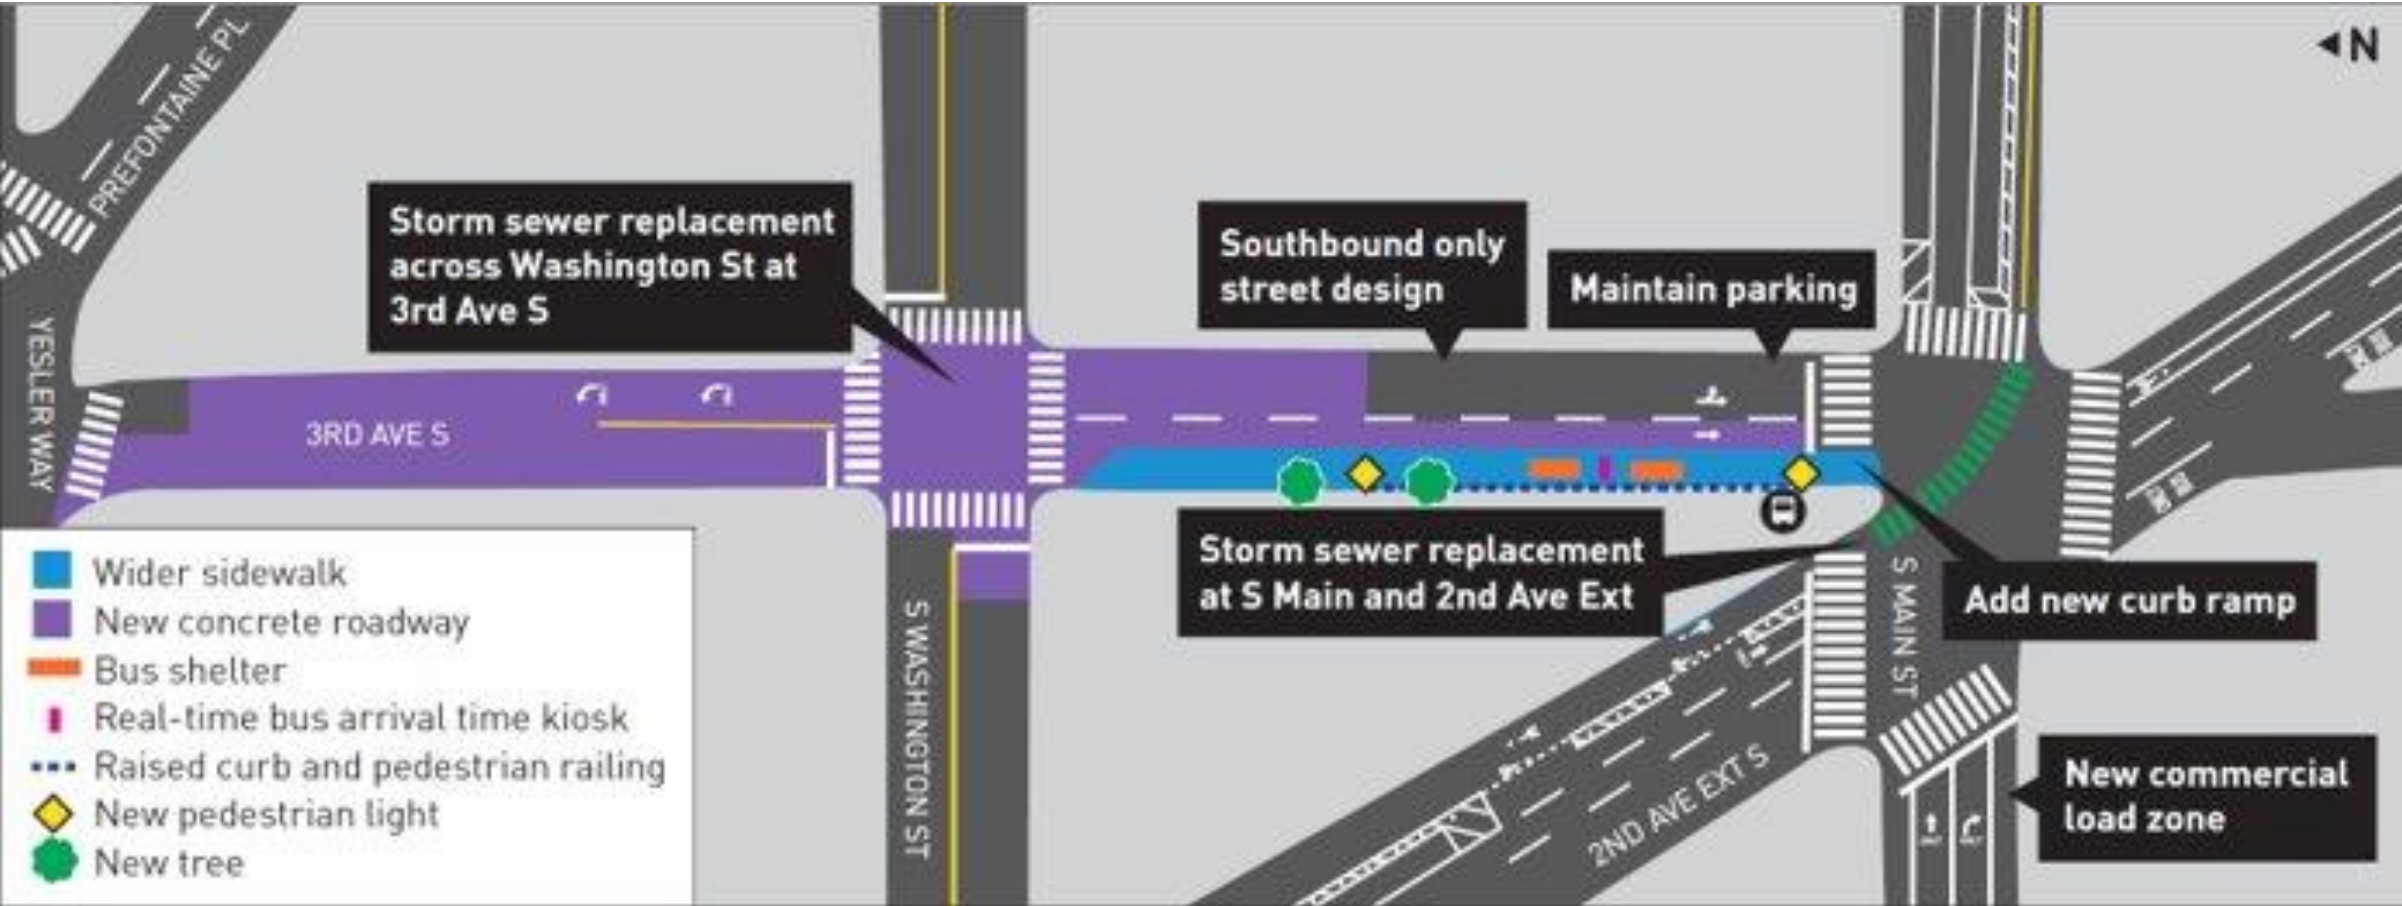 N
PREFONTAINE PL
Storm sewer replacement
across Washington St at
3rd Ave S
Southbound only
street design
Maintain parking
YESLER WAY
3RD AVE S
Storm sewer replacement
at S Main and 2nd Ave Ext
S MAIN ST
Add new curb ramp
Wider sidewalk
New concrete roadway
Bus shelter
Real-time bus arrival time kiosk
Raised curb and pedestrian railing
New pedestrian light
New tree
S WASHINGTON ST
2ND AVE EXT S
New commercial
load zone